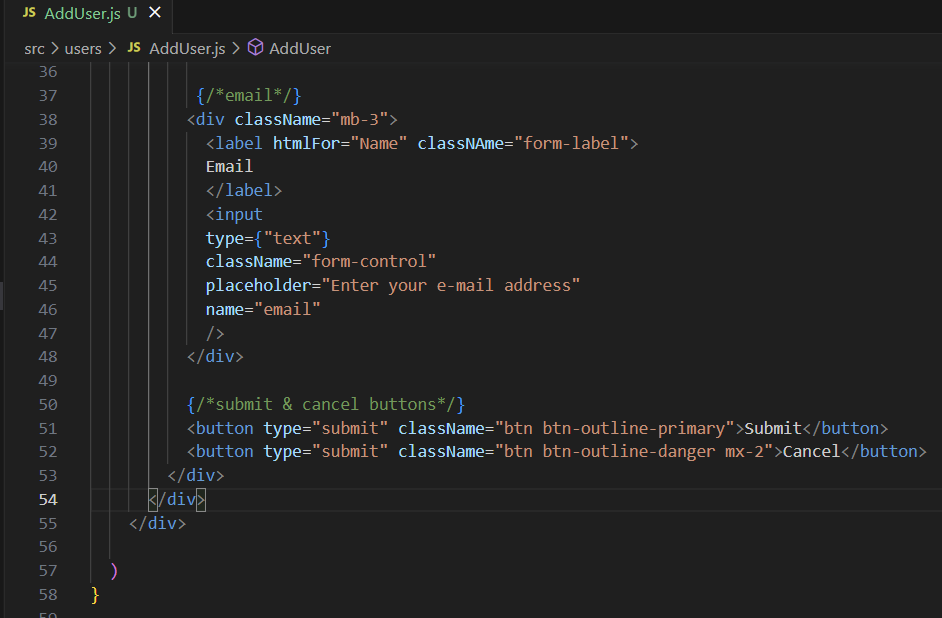 JS AddUser.js U ×
src > users > JS AddUser.js > AddUser
36
37 {/*email*/}
38 <div className="mb-3">
39 <label htmlFor="Name" classNAme="form-label">
40 Email
41 </label>
42 <input
43 type={"text"}
44 className="form-control"
45 placeholder="Enter your e-mail address"
46 name="email"
47 />
48 </div>
49
50 {/*submit & cancel buttons*/}
51 <button type="submit" className="btn btn-outline-primary">Submit</button>
52 <button type="submit" className="btn btn-outline-danger mx-2">Cancel</button>
53 </div>
54 </div>
55 </div>
56
57 )
58 }
59